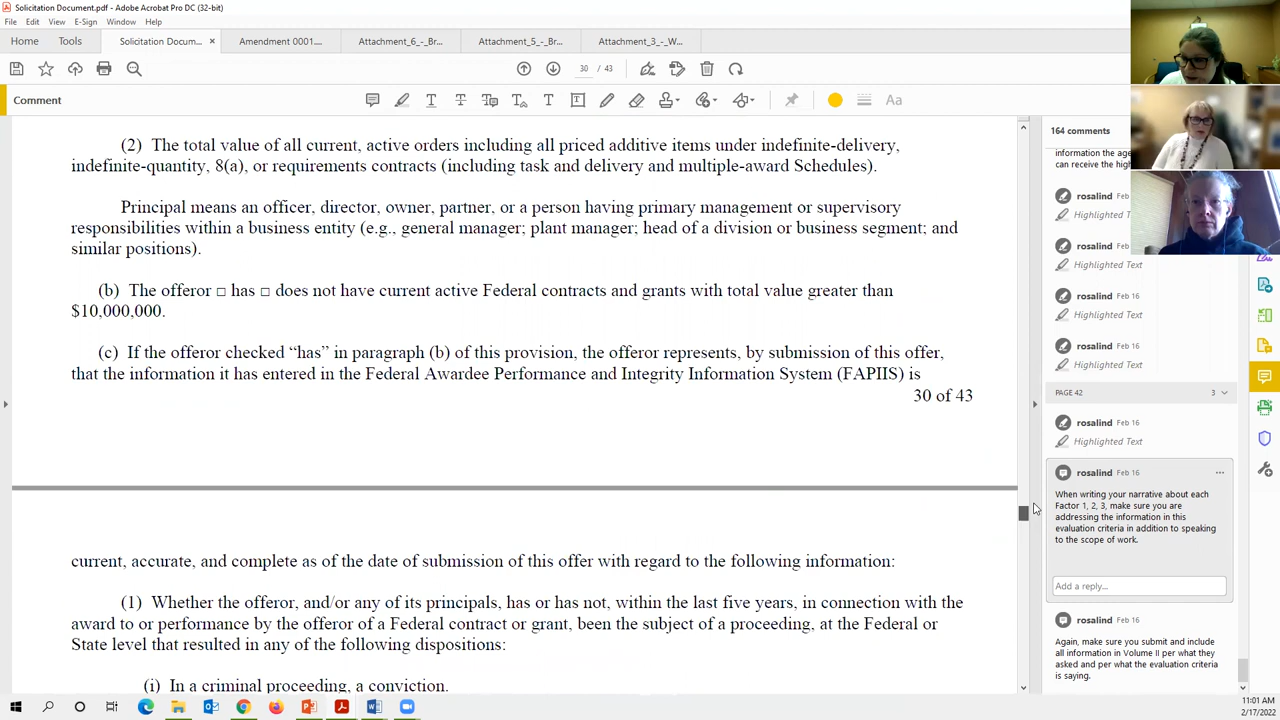 Solicitation Document.pdf - Adobe Acrobat Pro DC (32-bit)
File Edit View E-Sign Window Help
Home Tools Solicitation Docum... × Amendment 0001.... Attachment_6_-_Br... Attachment_5_-_Br... Attachment_3_-_W...
30 / 43
Comment
(2) The total value of all current, active orders including all priced additive items under indefinite-delivery,
indefinite-quantity, 8(a), or requirements contracts (including task and delivery and multiple-award Schedules).
Principal means an officer, director, owner, partner, or a person having primary management or supervisory
responsibilities within a business entity (e.g., general manager; plant manager; head of a division or business segment; and
similar positions).
(b) The offeror □ has □ does not have current active Federal contracts and grants with total value greater than
$10,000,000.
(c) If the offeror checked “has” in paragraph (b) of this provision, the offeror represents, by submission of this offer,
that the information it has entered in the Federal Awardee Performance and Integrity Information System (FAPIIS) is
30 of 43
current, accurate, and complete as of the date of submission of this offer with regard to the following information:
(1) Whether the offeror, and/or any of its principals, has or has not, within the last five years, in connection with the
award to or performance by the offeror of a Federal contract or grant, been the subject of a proceeding, at the Federal or
State level that resulted in any of the following dispositions:
(i) In a criminal proceeding, a conviction.
164 comments
information the age
can receive the high
rosalind Feb
Highlighted T
rosalind Feb
Highlighted Text
rosalind Feb 16
Highlighted Text
rosalind Feb 16
Highlighted Text
PAGE 42 3
rosalind Feb 16
Highlighted Text
rosalind Feb 16 ...
When writing your narrative about each
Factor 1, 2, 3, make sure you are
addressing the information in this
evaluation criteria in addition to speaking
to the scope of work.
Add a reply...
rosalind Feb 16
Again, make sure you submit and include
all information in Volume II per what they
asked and per what the evaluation criteria
is saying.
11:01 AM
2/17/2022